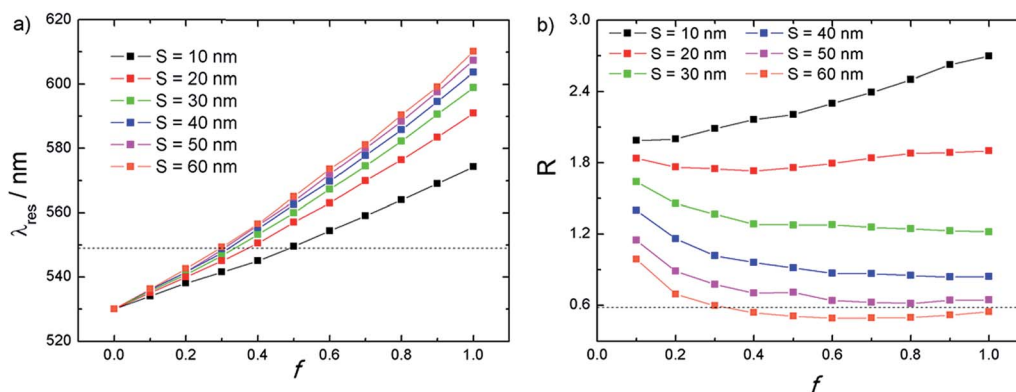 a)
620
600
580
560
540
520
λres / nm
S = 10 nm
S = 20 nm
S = 30 nm
S = 40 nm
S = 50 nm
S = 60 nm
0.0 0.2 0.4 0.6 0.8 1.0
f
b)
3.0
2.4
1.8
1.2
0.6
R
S = 10 nm S = 40 nm
S = 20 nm S = 50 nm
S = 30 nm S = 60 nm
0.0 0.2 0.4 0.6 0.8 1.0
f